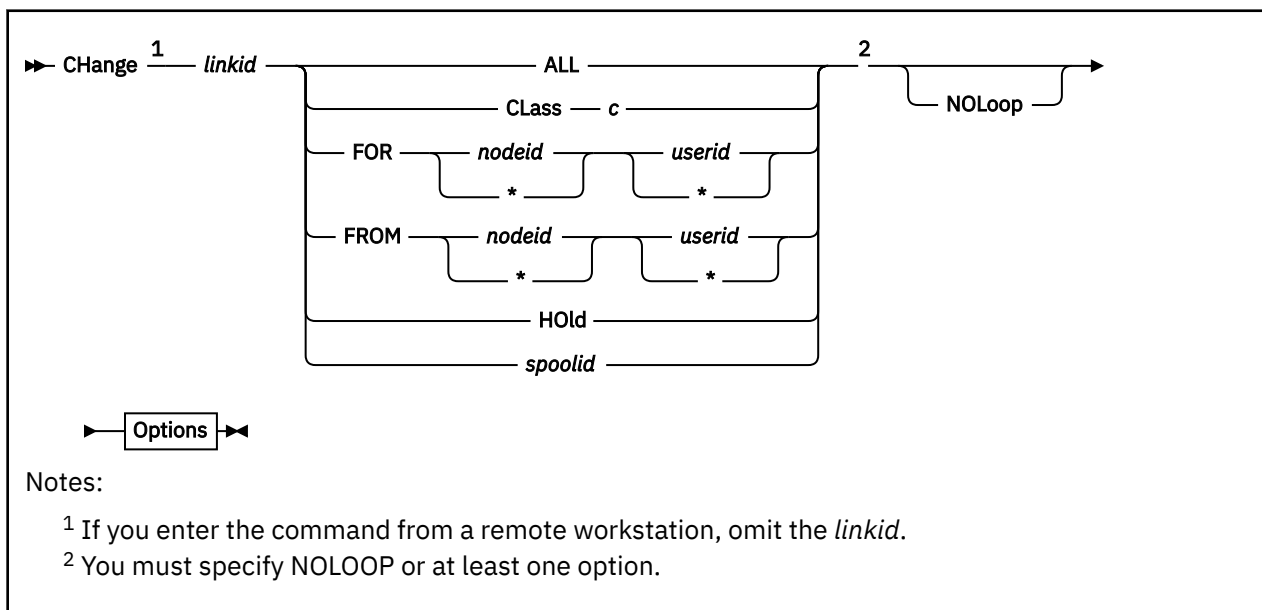 CHange 1 linkid ALL 2
CLass c NOLoop
FOR nodeid userid
* *
FROM nodeid userid
* *
HOld
spoolid
Options
Notes:
1 If you enter the command from a remote workstation, omit the linkid.
2 You must specify NOLOOP or at least one option.